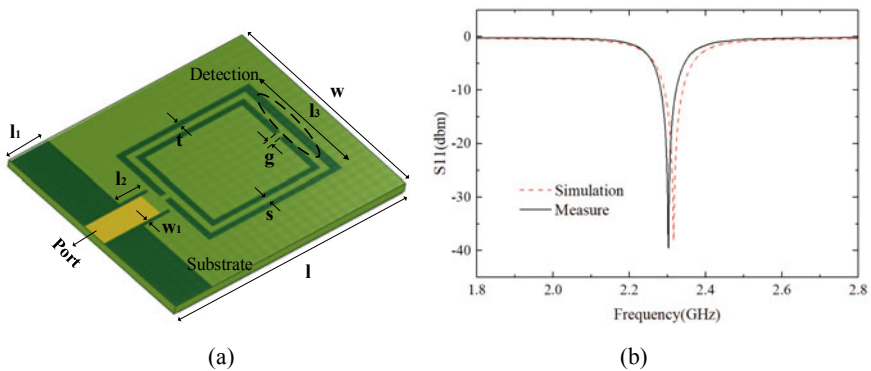 Detection
w
l₁
l₃
t
g
l₂
w₁
s
Port
Substrate
l
(a)
0
-10
-20
-30
-40
S11(dbm)
Simulation
Measure
1.8 2.0 2.2 2.4 2.6 2.8
Frequency(GHz)
(b)